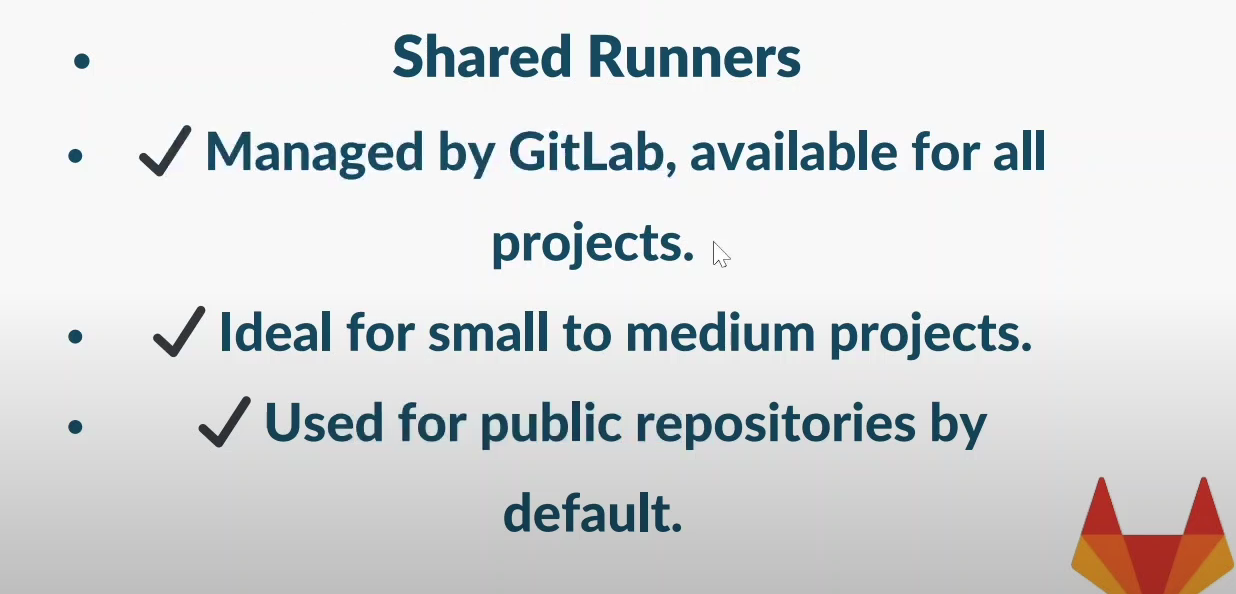 • Shared Runners
• ✔ Managed by GitLab, available for all
projects.
• ✔ Ideal for small to medium projects.
• ✔ Used for public repositories by
default.